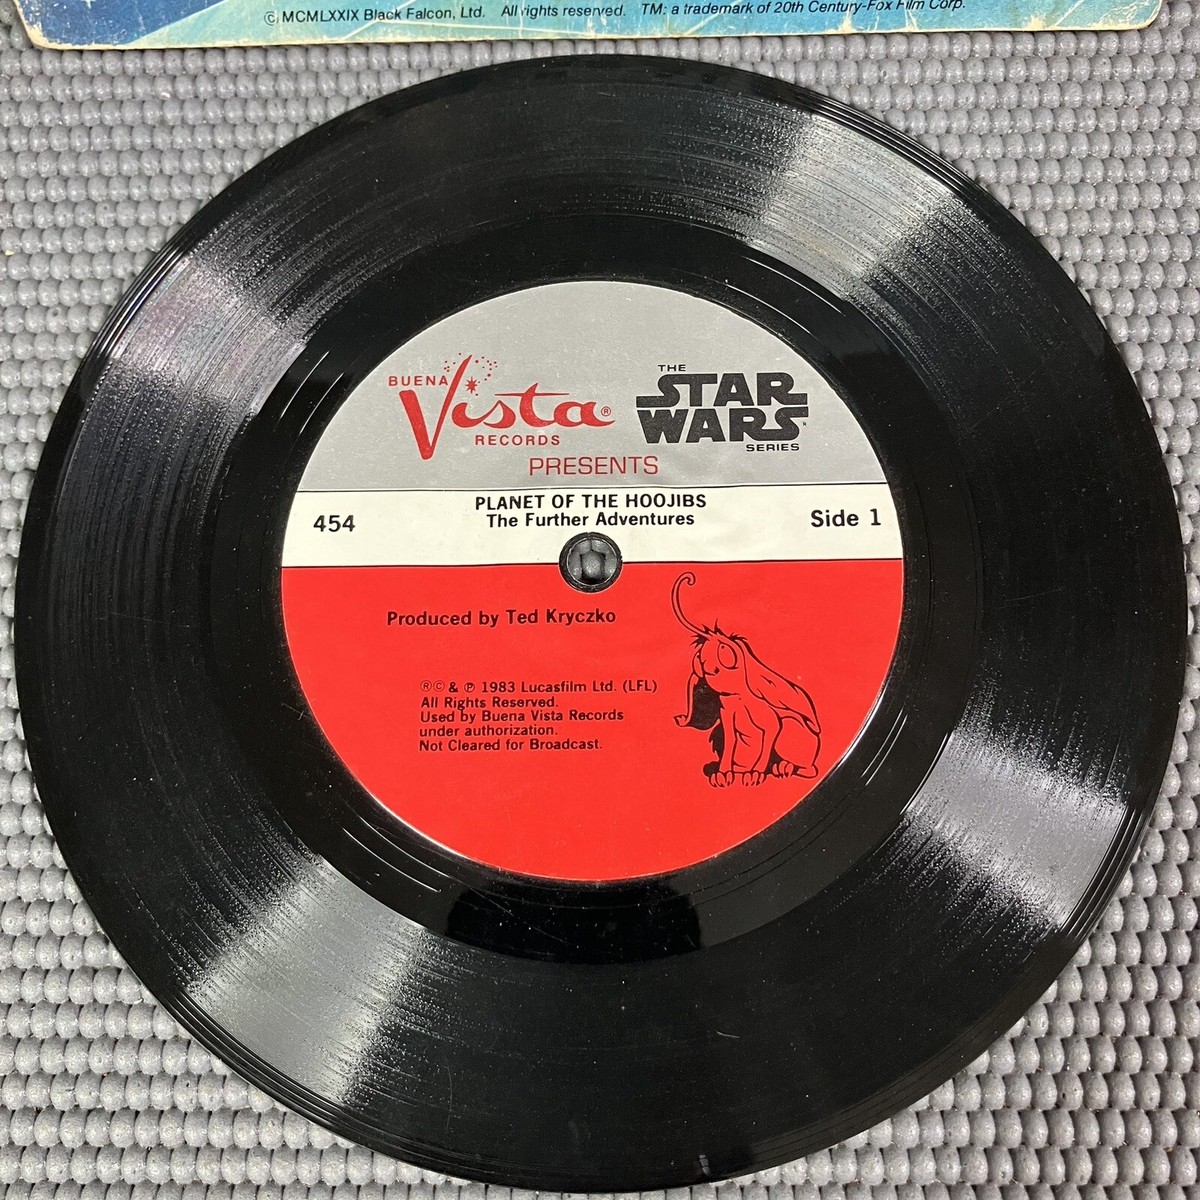 © MCMLXXIX Black Falcon, Ltd. All rights reserved. TM: a trademark of 20th Century-Fox Film Corp.
BUENA
Vista®
RECORDS
THE
STAR
WARS
SERIES
PRESENTS
PLANET OF THE HOOJIBS
454 The Further Adventures Side 1
Produced by Ted Kryczko
®© & ℗ 1983 Lucasfilm Ltd. (LFL)
All Rights Reserved.
Used by Buena Vista Records
under authorization.
Not Cleared for Broadcast.